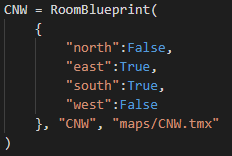 CNW = RoomBlueprint(
    {
        "north":False,
        "east":True,
        "south":True,
        "west":False
    }, "CNW", "maps/CNW.tmx"
)